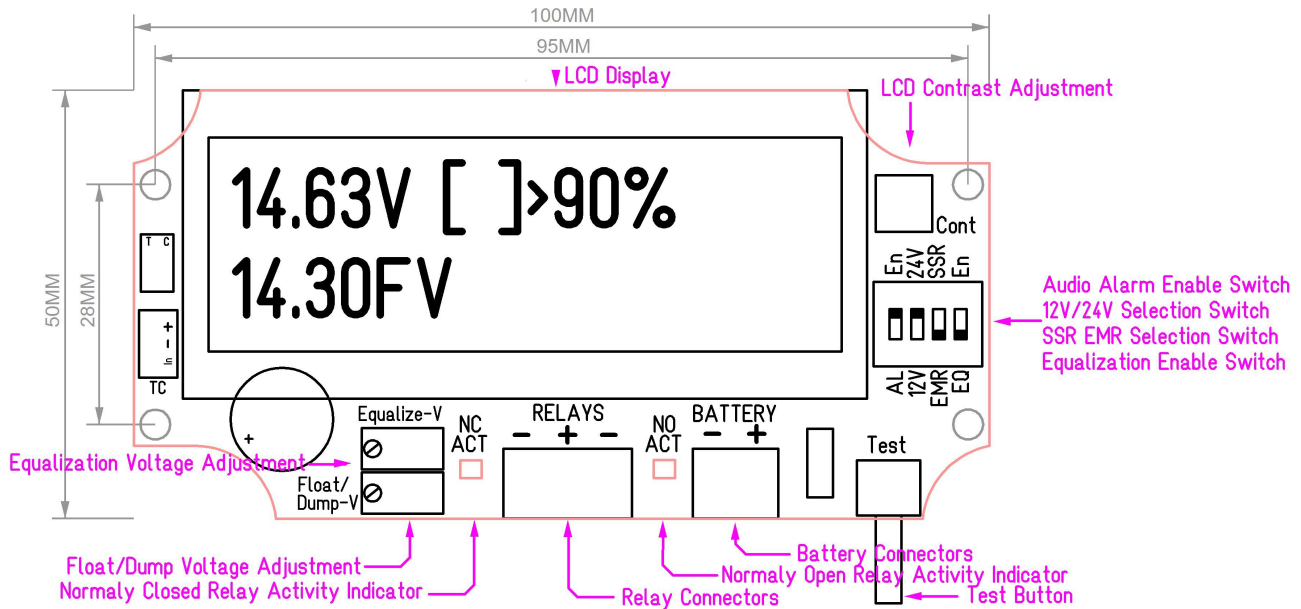 100MM
95MM
LCD Display
LCD Contrast Adjustment
14.63V [ ]>90%
14.30FV
50MM
28MM
T C
+
−
In
TC
Cont
En
24V
SSR
En
AL
12V
EMR
EQ
Audio Alarm Enable Switch
12V/24V Selection Switch
SSR EMR Selection Switch
Equalization Enable Switch
+
Equalize-V
NC
ACT
RELAYS
− + −
NO
ACT
BATTERY
− +
Test
Equalization Voltage Adjustment
Float/
Dump-V
Float/Dump Voltage Adjustment
Normaly Closed Relay Activity Indicator
Relay Connectors
Battery Connectors
Normaly Open Relay Activity Indicator
Test Button